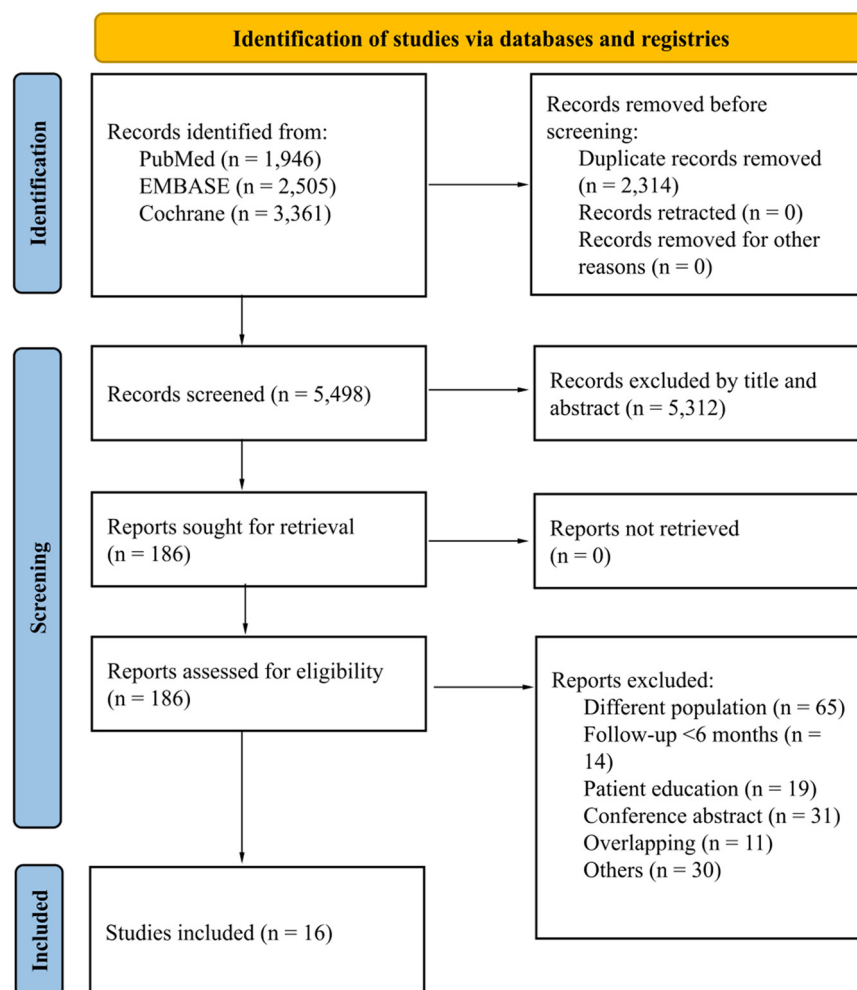 Identification of studies via databases and registries
Identification
Records identified from:
PubMed (n = 1,946)
EMBASE (n = 2,505)
Cochrane (n = 3,361)
Records removed before
screening:
Duplicate records removed
(n = 2,314)
Records retracted (n = 0)
Records removed for other
reasons (n = 0)
Screening
Records screened (n = 5,498)
Records excluded by title and
abstract (n = 5,312)
Reports sought for retrieval
(n = 186)
Reports not retrieved
(n = 0)
Reports assessed for eligibility
(n = 186)
Reports excluded:
Different population (n = 65)
Follow-up <6 months (n =
14)
Patient education (n = 19)
Conference abstract (n = 31)
Overlapping (n = 11)
Others (n = 30)
Included
Studies included (n = 16)